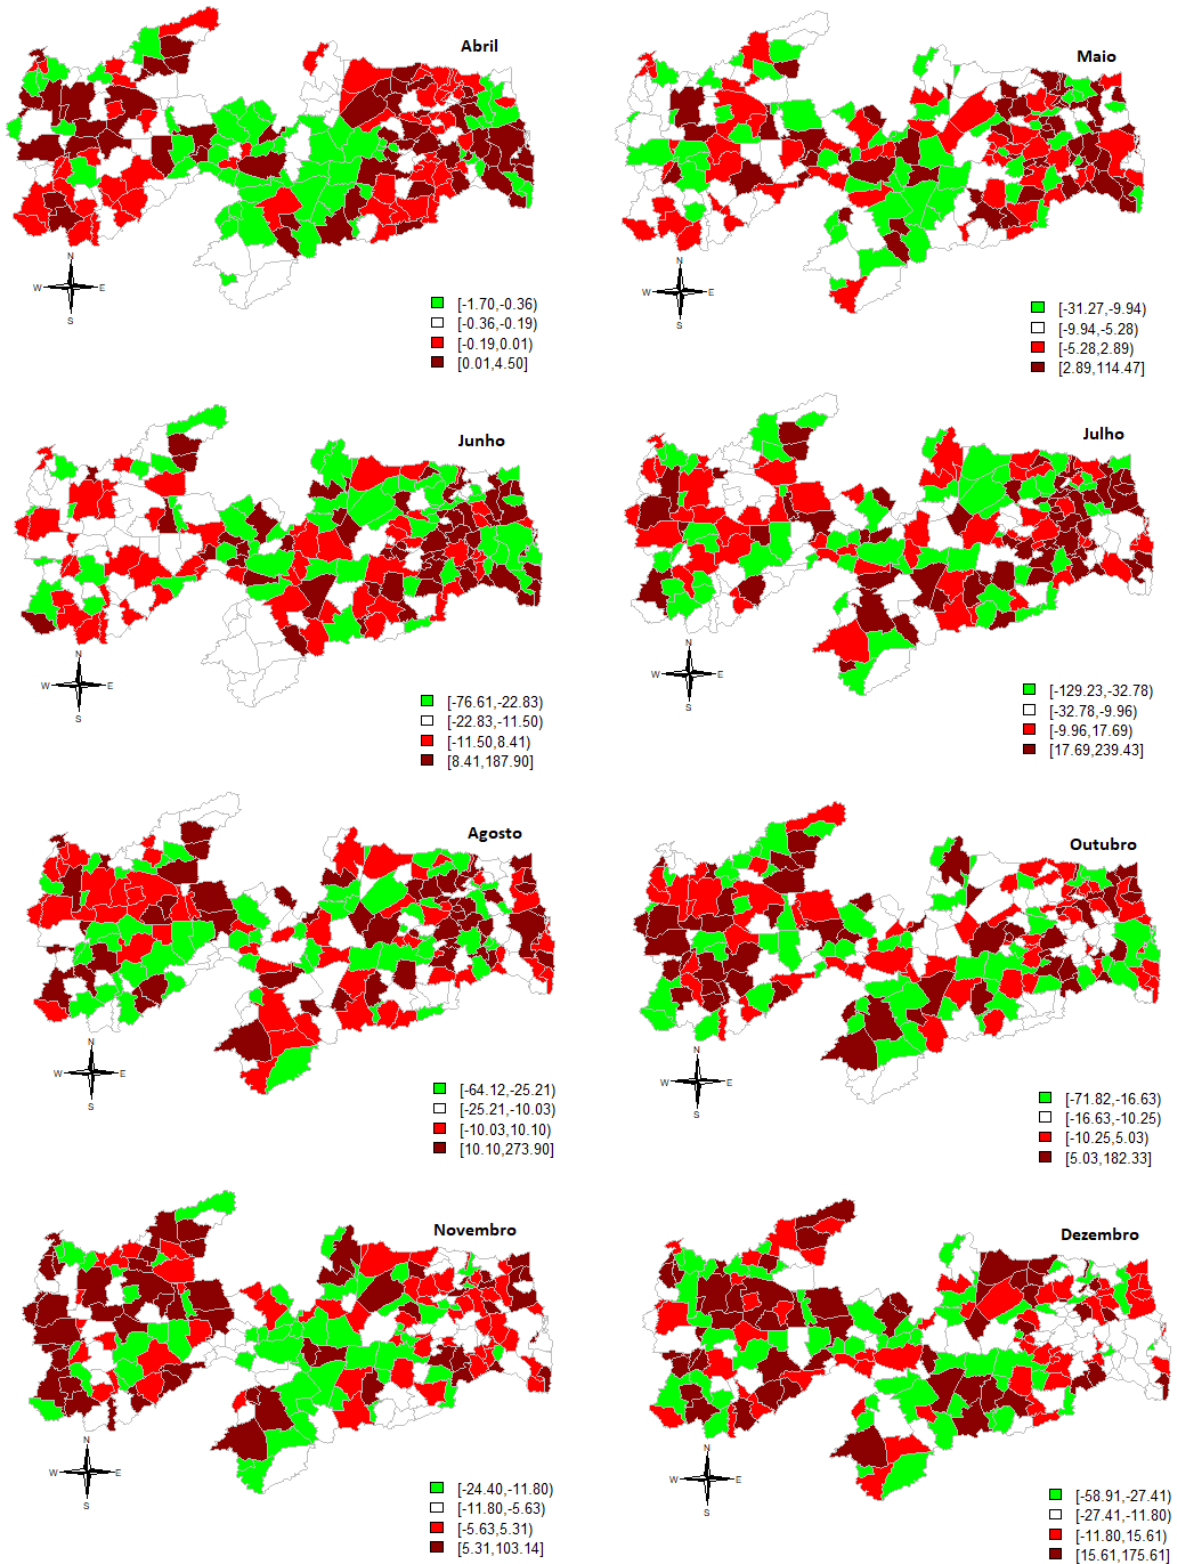 Abril
N
W E
S
[-1.70,-0.36)
[-0.36,-0.19)
[-0.19,0.01)
[0.01,4.50]
Maio
N
W E
S
[-31.27,-9.94)
[-9.94,-5.28)
[-5.28,2.89)
[2.89,114.47]
Junho
N
W E
S
[-76.61,-22.83)
[-22.83,-11.50)
[-11.50,8.41)
[8.41,187.90]
Julho
N
W E
S
[-129.23,-32.78)
[-32.78,-9.96)
[-9.96,17.69)
[17.69,239.43]
Agosto
N
W E
S
[-64.12,-25.21)
[-25.21,-10.03)
[-10.03,10.10)
[10.10,273.90]
Outubro
N
W E
S
[-71.82,-16.63)
[-16.63,-10.25)
[-10.25,5.03)
[5.03,182.33]
Novembro
N
W E
S
[-24.40,-11.80)
[-11.80,-5.63)
[-5.63,5.31)
[5.31,103.14]
Dezembro
N
W E
S
[-58.91,-27.41)
[-27.41,-11.80)
[-11.80,15.61)
[15.61,175.61]